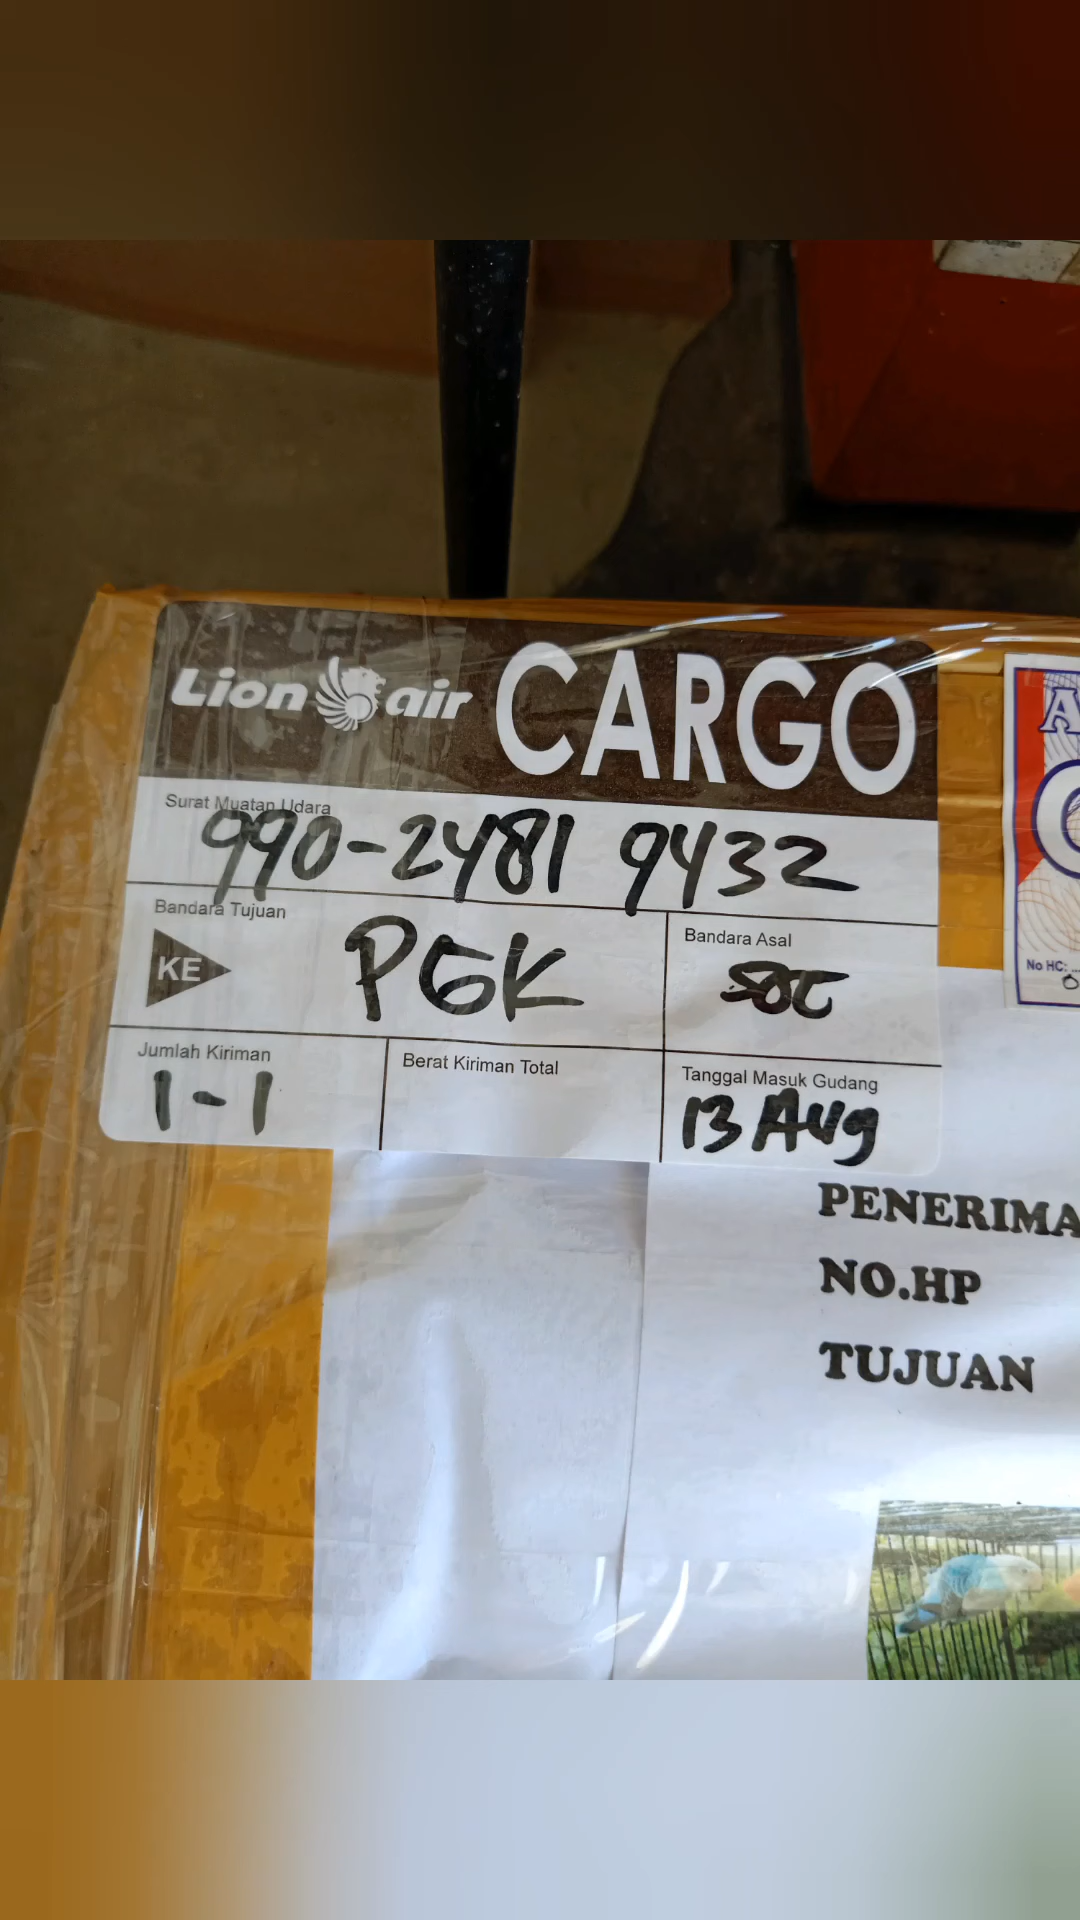 Lion air CARGO
Surat Muatan Udara
990-2481 9432
Bandara Tujuan
KE
PGK
Bandara Asal
SOC
Jumlah Kiriman
1-1
Berat Kiriman Total
Tanggal Masuk Gudang
13 Aug
No HC:
PENERIMA
NO.HP
TUJUAN